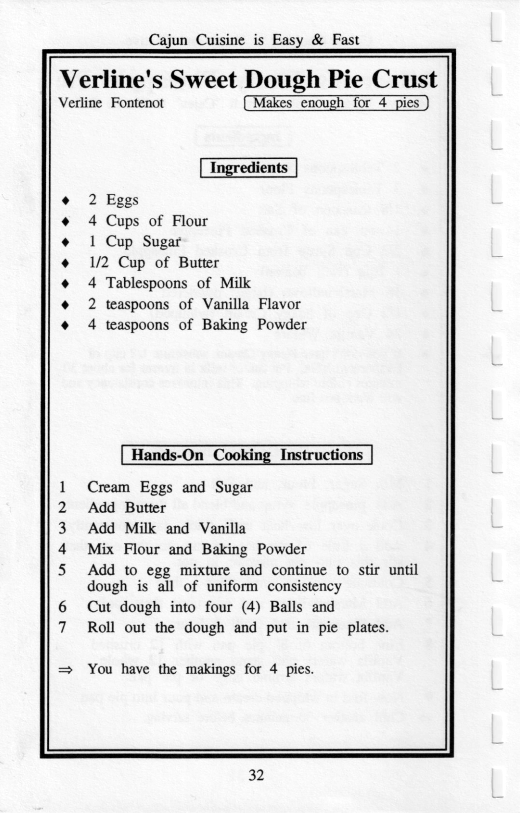 Cajun Cuisine is Easy & Fast
Verline's Sweet Dough Pie Crust
Verline Fontenot
Makes enough for 4 pies
Ingredients
♦ 2 Eggs
♦ 4 Cups of Flour
♦ 1 Cup Sugar
♦ 1/2 Cup of Butter
♦ 4 Tablespoons of Milk
♦ 2 teaspoons of Vanilla Flavor
♦ 4 teaspoons of Baking Powder
Hands-On Cooking Instructions
1 Cream Eggs and Sugar
2 Add Butter
3 Add Milk and Vanilla
4 Mix Flour and Baking Powder
5 Add to egg mixture and continue to stir until
dough is all of uniform consistency
6 Cut dough into four (4) Balls and
7 Roll out the dough and put in pie plates.
⇒ You have the makings for 4 pies.
32